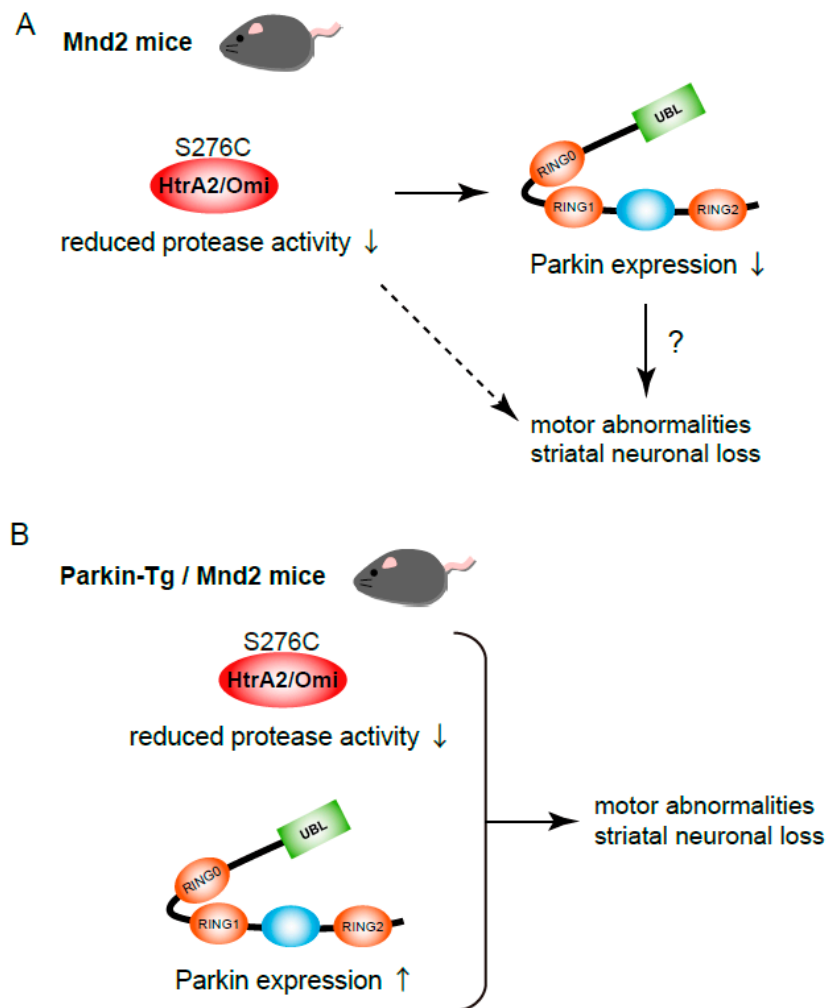 A
Mnd2 mice
S276C
HtrA2/Omi
reduced protease activity ↓
UBL
RING0
RING1
RING2
Parkin expression ↓
?
motor abnormalities
striatal neuronal loss
B
Parkin-Tg / Mnd2 mice
S276C
HtrA2/Omi
reduced protease activity ↓
UBL
RING0
RING1
RING2
Parkin expression ↑
motor abnormalities
striatal neuronal loss